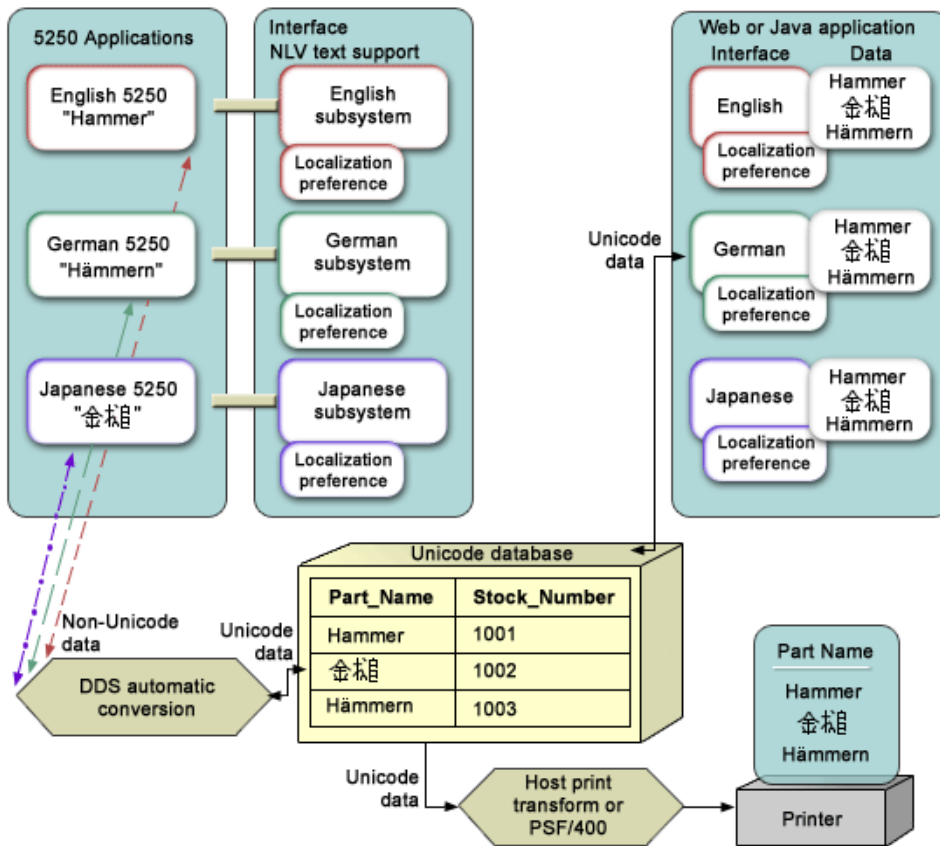 5250 Applications
English 5250
"Hammer"
German 5250
"Hämmern"
Japanese 5250
"金槌"
Interface
NLV text support
English
subsystem
Localization
preference
German
subsystem
Localization
preference
Japanese
subsystem
Localization
preference
Web or Java application
Interface
Data
English
Localization
preference
Hammer
金槌
Hämmern
German
Localization
preference
Hammer
金槌
Hämmern
Japanese
Localization
preference
Hammer
金槌
Hämmern
Unicode
data
Non-Unicode
data
DDS automatic
conversion
Unicode
data
Unicode database
Part_Name Stock_Number
Hammer 1001
金槌 1002
Hämmern 1003
Unicode
data
Host print
transform or
PSF/400
Part Name
Hammer
金槌
Hämmern
Printer